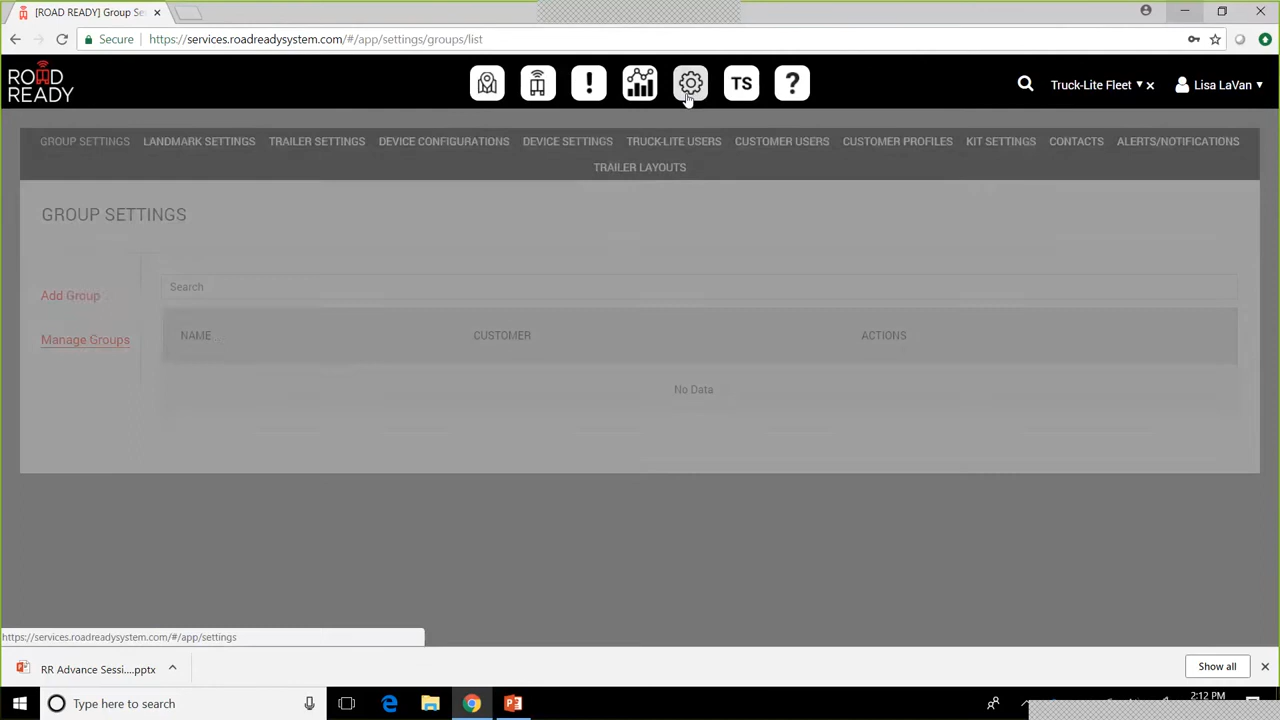 [ROAD READY] Group Se
Secure
https://services.roadreadysystem.com/#/app/settings/groups/list
ROAD
READY
!
TS
?
Truck-Lite Fleet
Lisa LaVan
GROUP SETTINGS LANDMARK SETTINGS TRAILER SETTINGS DEVICE CONFIGURATIONS DEVICE SETTINGS TRUCK-LITE USERS CUSTOMER USERS CUSTOMER PROFILES KIT SETTINGS CONTACTS ALERTS/NOTIFICATIONS
TRAILER LAYOUTS
GROUP SETTINGS
Search
Add Group
Manage Groups
NAME CUSTOMER ACTIONS
No Data
https://services.roadreadysystem.com/#/app/settings
RR Advance Sessi....pptx
Show all
Type here to search
2:12 PM